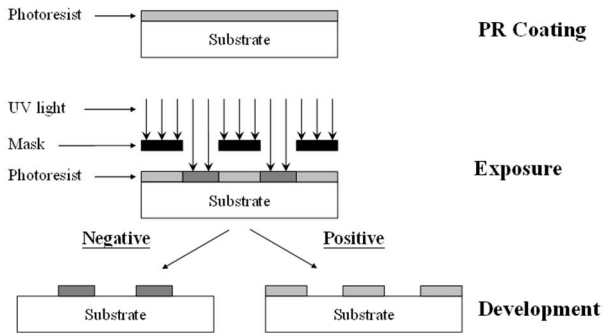 Photoresist
Substrate
PR Coating
UV light
Mask
Photoresist
Substrate
Exposure
Negative
Positive
Substrate
Substrate
Development